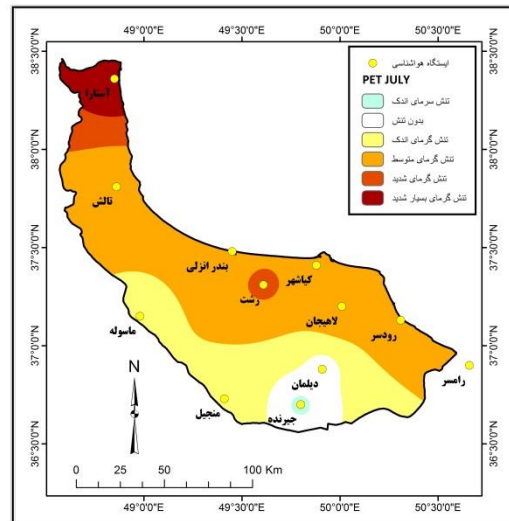 49°0'0"E 49°30'0"E 50°0'0"E 50°30'0"E
38°30'0"N
38°0'0"N
37°30'0"N
37°0'0"N
36°30'0"N
ایستگاه هواشناسی
PET JULY
تنش سرمای اندک
بدون تنش
تنش گرمای اندک
تنش گرمای متوسط
تنش گرمای شدید
تنش گرمای بسیار شدید
آستارا
تالش
بندر انزلی
کیاشهر
رشت
لاهیجان
رودسر
ماسوله
رامسر
دیلمان
منجیل
جیرنده
N
0 25 50 100 Km
49°0'0"E 49°30'0"E 50°0'0"E 50°30'0"E
38°30'0"N
38°0'0"N
37°30'0"N
37°0'0"N
36°30'0"N